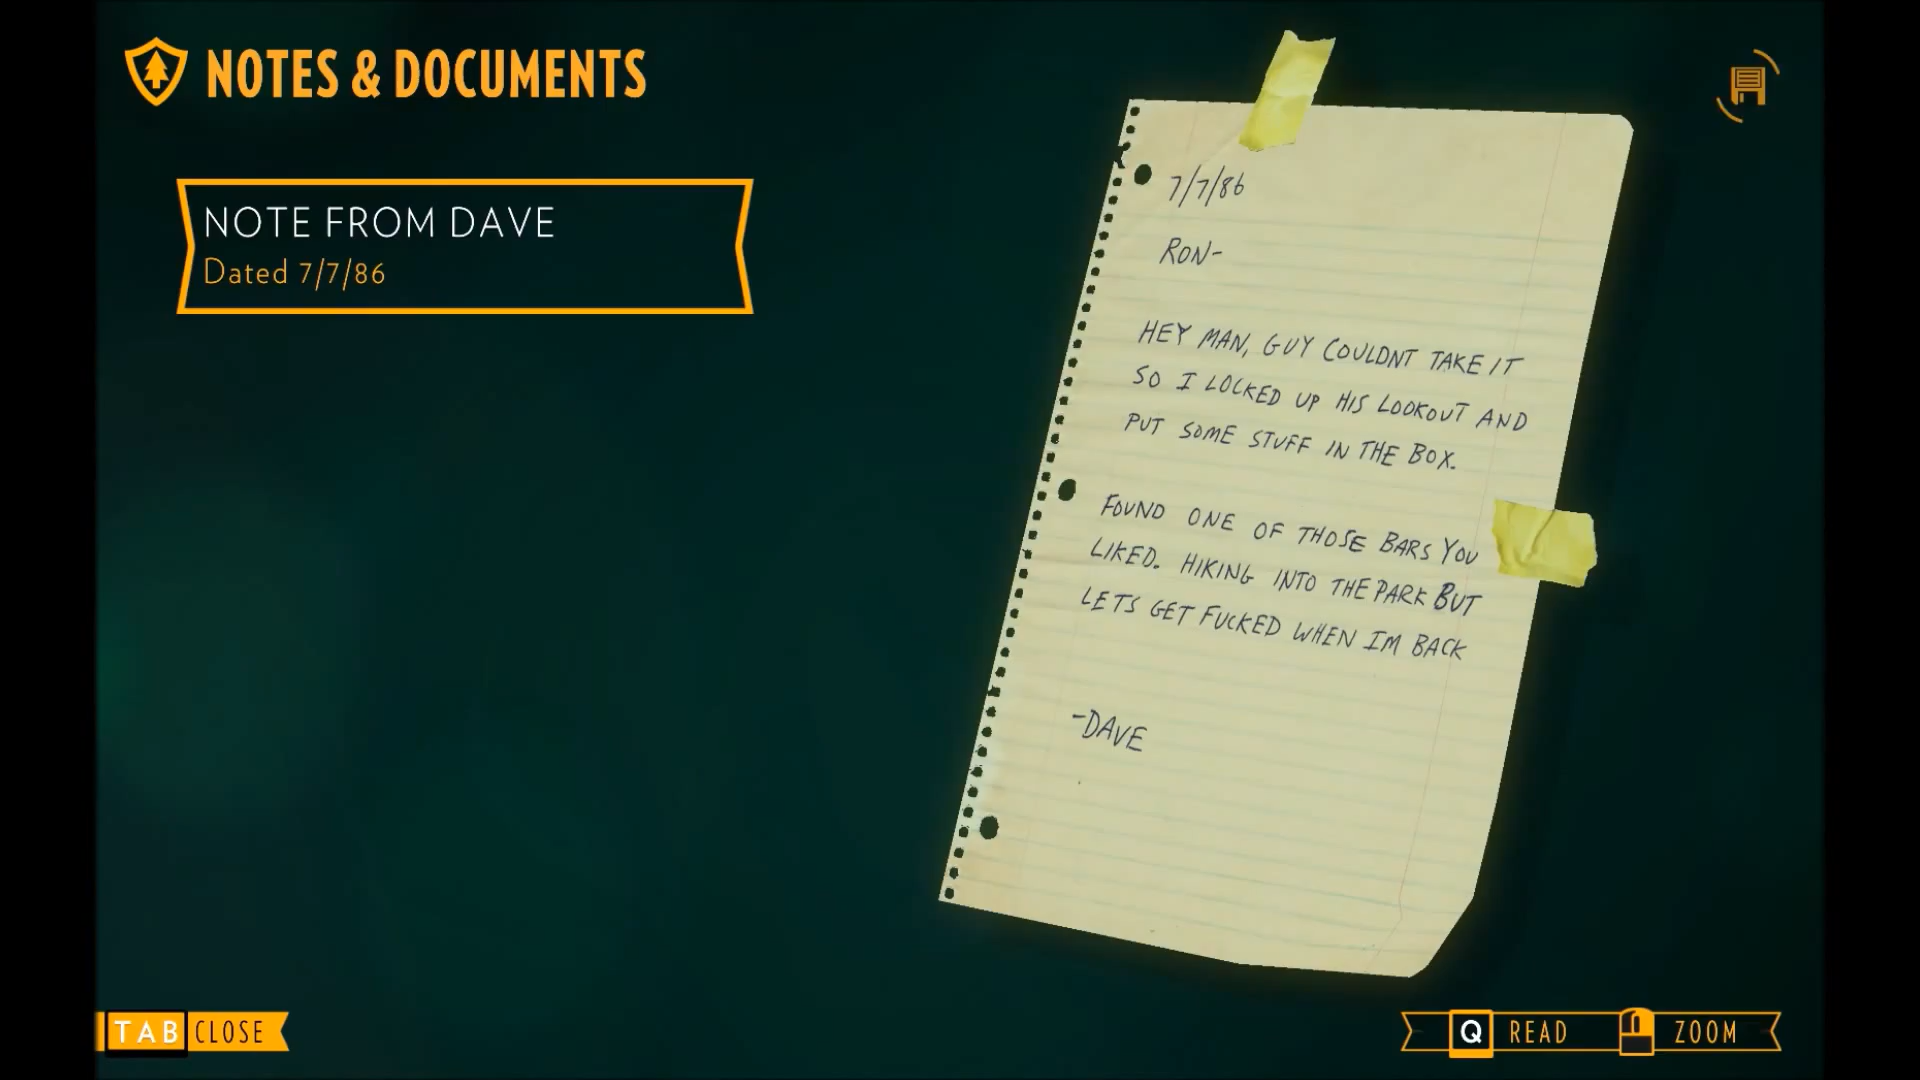 NOTES & DOCUMENTS
NOTE FROM DAVE
Dated 7/7/86
7/7/86
RON-
HEY MAN, GUY COULDNT TAKE IT
SO I LOCKED UP HIS LOOKOUT AND
PUT SOME STUFF IN THE BOX.
FOUND ONE OF THOSE BARS YOU
LIKED. HIKING INTO THE PARK BUT
LETS GET FUCKED WHEN IM BACK
-DAVE
TAB CLOSE
Q READ ZOOM